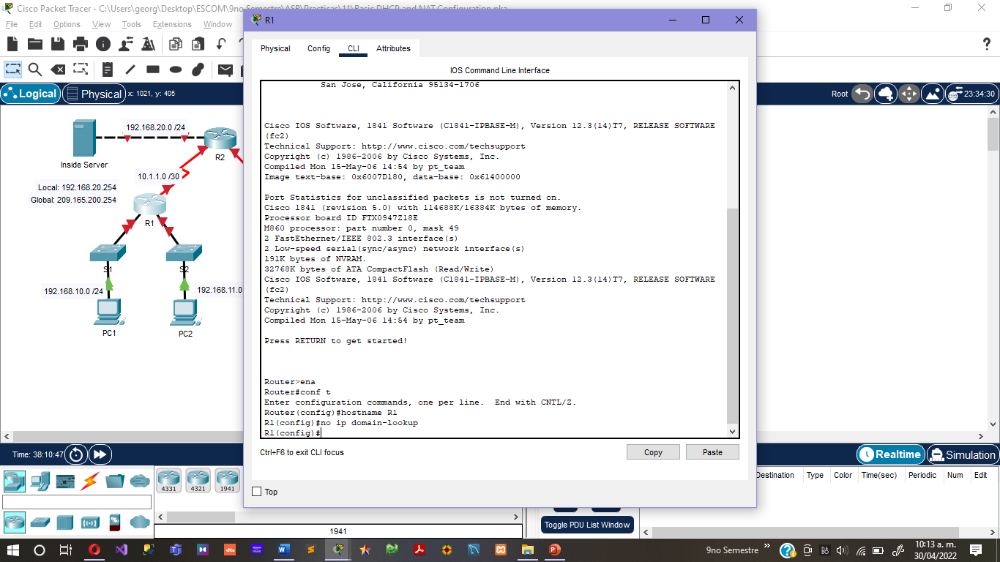 Cisco Packet Tracer - C:\Users\georg\Desktop\ESCOM\9no Semestre\ASR\Practicas\11\Basic DHCP and NAT Configuration.pka
File Edit Options View Tools Extensions Window
R1
Physical Config CLI Attributes
IOS Command Line Interface
San Jose, California 95134-1706
Cisco IOS Software, 1841 Software (C1841-IPBASE-M), Version 12.3(14)T7, RELEASE SOFTWARE
(fc2)
Technical Support: http://www.cisco.com/techsupport
Copyright (c) 1986-2006 by Cisco Systems, Inc.
Compiled Mon 15-May-06 14:54 by pt_team
Image text-base: 0x6007D180, data-base: 0x61400000
Port Statistics for unclassified packets is not turned on.
Cisco 1841 (revision 5.0) with 114688K/16384K bytes of memory.
Processor board ID FTX0947Z18E
M860 processor: part number 0, mask 49
2 FastEthernet/IEEE 802.3 interface(s)
2 Low-speed serial(sync/async) network interface(s)
191K bytes of NVRAM.
32768K bytes of ATA CompactFlash (Read/Write)
Cisco IOS Software, 1841 Software (C1841-IPBASE-M), Version 12.3(14)T7, RELEASE SOFTWARE
(fc2)
Technical Support: http://www.cisco.com/techsupport
Copyright (c) 1986-2006 by Cisco Systems, Inc.
Compiled Mon 15-May-06 14:54 by pt_team
Press RETURN to get started!
Router>ena
Router#conf t
Enter configuration commands, one per line.  End with CNTL/Z.
Router(config)#hostname R1
R1(config)#no ip domain-lookup
R1(config)#
Ctrl+F6 to exit CLI focus
Copy Paste
Top
Logical Physical x: 1021, y: 405
Root 23:34:30
192.168.20.0 /24
Inside Server
R2
10.1.1.0 /30
Local: 192.168.20.254
Global: 209.165.200.254
R1
S1 S2
192.168.10.0 /24 192.168.11.0
PC1 PC2
Time: 38:10:47
Realtime Simulation
4331 4321 1941
1941
Destination Type Color Time(sec) Periodic Num Edit
Toggle PDU List Window
dts
9no Semestre
10:13 a. m.
30/04/2022